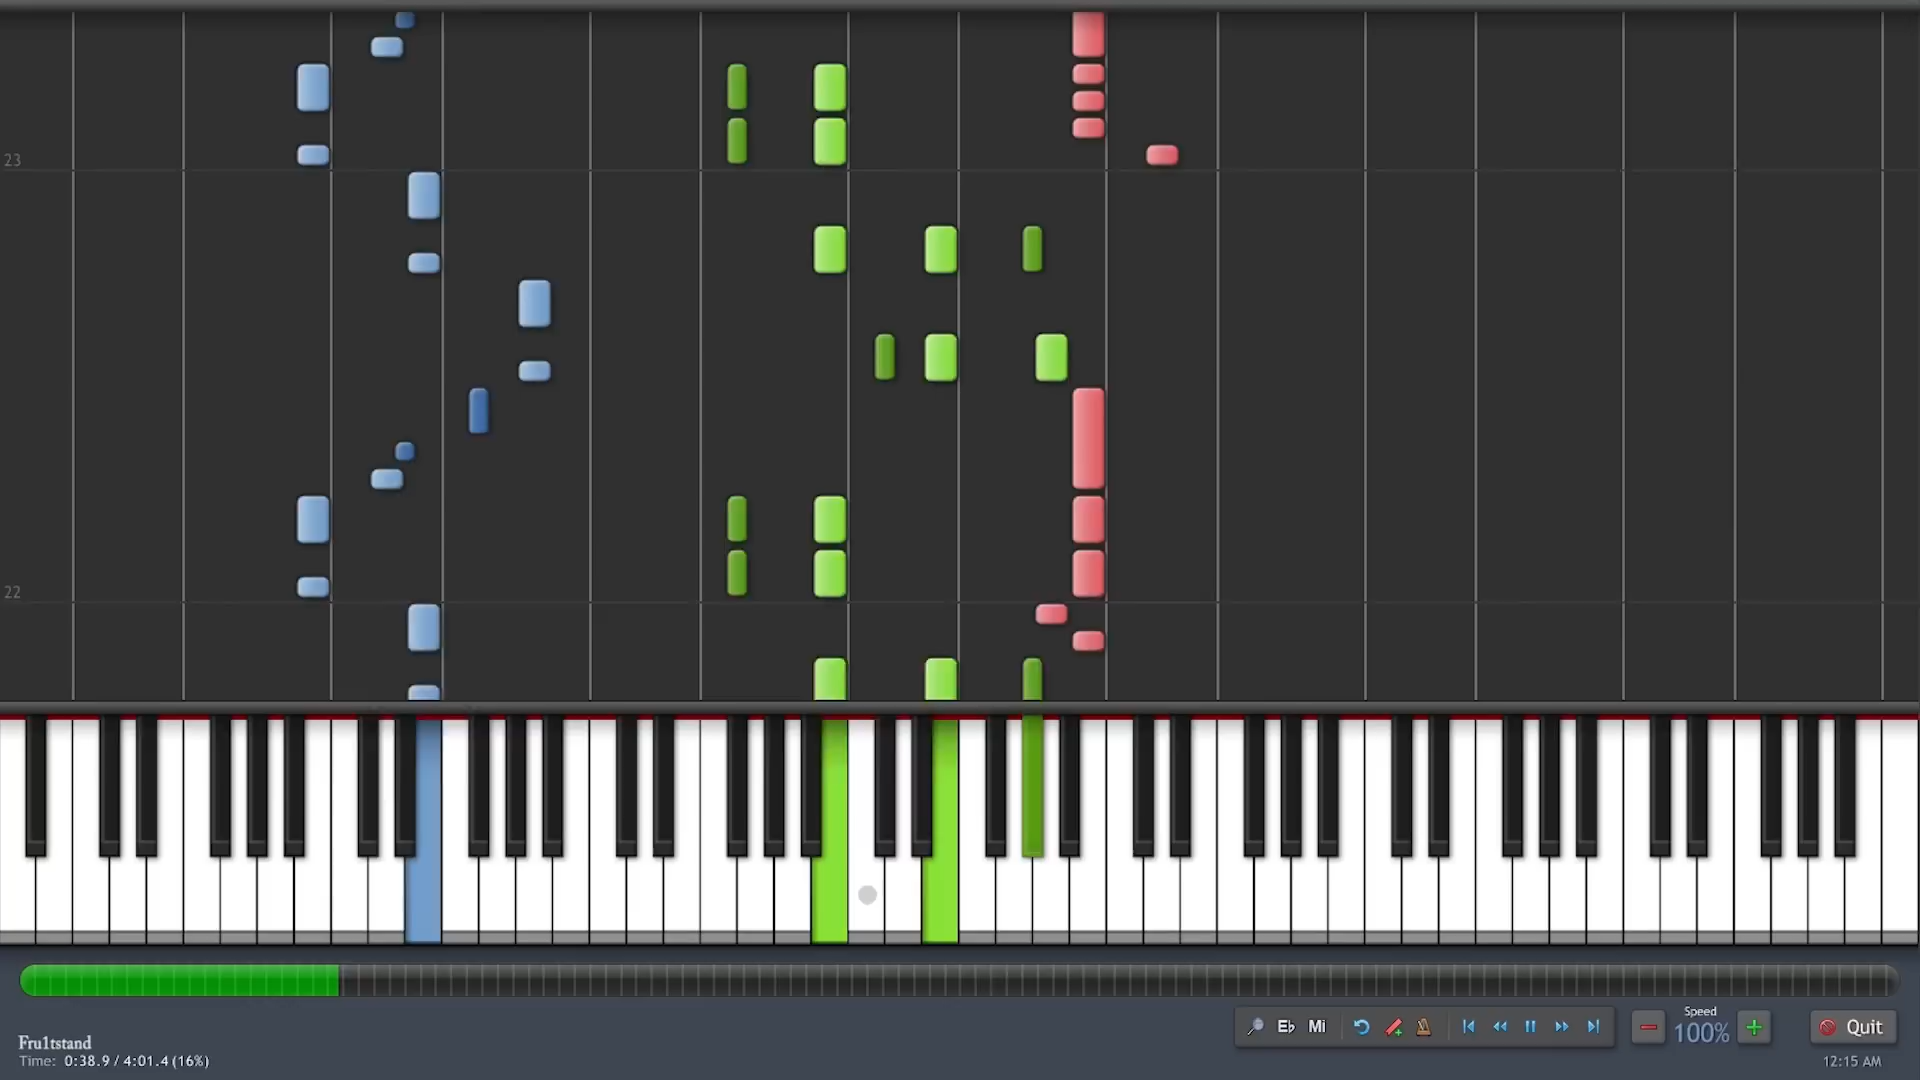 23
22
E♭ Mi
Speed
100%
Quit
Fru1tstand
Time: 0:38.9 / 4:01.4 (16%)
12:15 AM